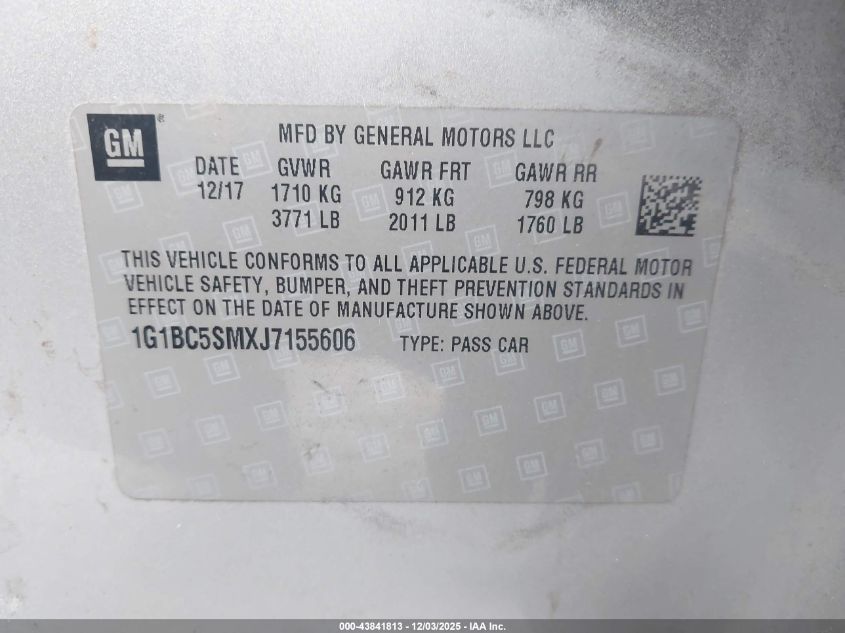 GM
MFD BY GENERAL MOTORS LLC
DATE GVWR GAWR FRT GAWR RR
12/17 1710 KG 912 KG 798 KG
3771 LB 2011 LB 1760 LB
THIS VEHICLE CONFORMS TO ALL APPLICABLE U.S. FEDERAL MOTOR
VEHICLE SAFETY, BUMPER, AND THEFT PREVENTION STANDARDS IN
EFFECT ON THE DATE OF MANUFACTURE SHOWN ABOVE.
1G1BC5SMXJ7155606 TYPE: PASS CAR
000-43841813 - 12/03/2025 - IAA Inc.